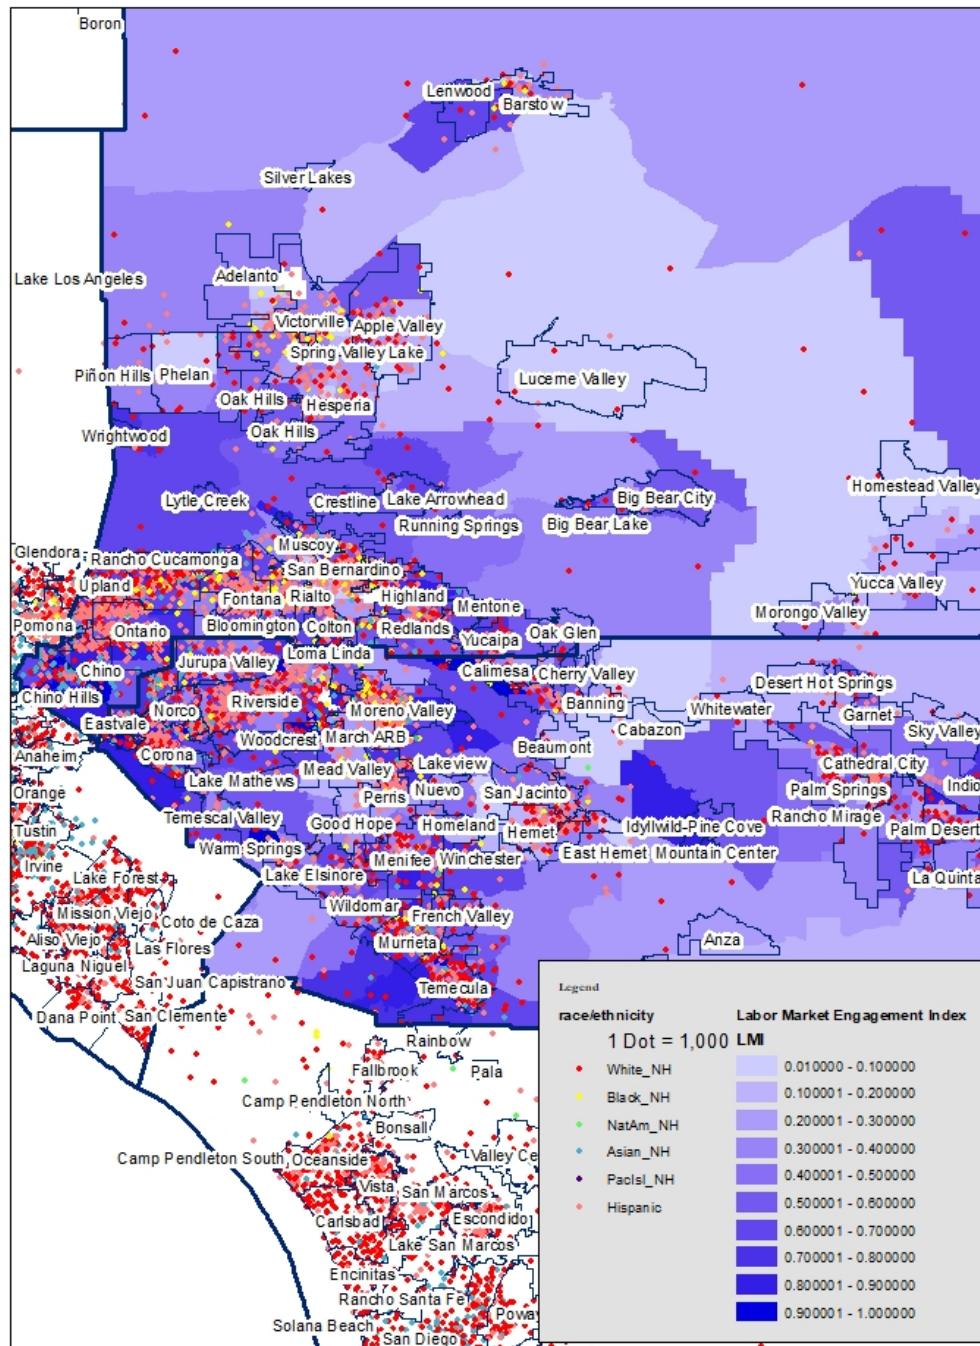 Boron
Lenwood
Barstow
Silver Lakes
Lake Los Angeles
Adelanto
Victorville
Apple Valley
Spring Valley Lake
Piñon Hills
Phelan
Lucerne Valley
Oak Hills
Hesperia
Wrightwood
Oak Hills
Lytle Creek
Crestline
Lake Arrowhead
Big Bear City
Homestead Valley
Running Springs
Big Bear Lake
Glendora
Rancho Cucamonga
Muscoy
Upland
San Bernardino
Yucca Valley
Fontana
Rialto
Highland
Mentone
Morongo Valley
Pomona
Ontario
Bloomington
Colton
Redlands
Yucaipa
Oak Glen
Chino
Jurupa Valley
Loma Linda
Calimesa
Cherry Valley
Desert Hot Springs
Chino Hills
Norco
Riverside
Moreno Valley
Banning
Whitewater
Garnet
Eastvale
Woodcrest
March ARB
Cabazon
Sky Valley
Anaheim
Corona
Beaumont
Lake Mathews
Mead Valley
Lakeview
Cathedral City
Orange
Perris
Nuevo
San Jacinto
Palm Springs
Indio
Temescal Valley
Good Hope
Homeland
Hemet
Idyllwild-Pine Cove
Rancho Mirage
Palm Desert
Tustin
Warm Springs
Irvine
Menifee
Winchester
East Hemet
Mountain Center
Lake Forest
Lake Elsinore
La Quinta
Mission Viejo
Coto de Caza
Wildomar
French Valley
Aliso Viejo
Las Flores
Murrieta
Anza
Laguna Niguel
San Juan Capistrano
Temecula
Dana Point
San Clemente
Rainbow
Fallbrook
Pala
Camp Pendleton North
Bonsall
Camp Pendleton South
Oceanside
Valley Ce
Vista
San Marcos
Carlsbad
Escondido
Lake San Marcos
Encinitas
Rancho Santa Fe
Solana Beach
Poway
San Diego
Legend
race/ethnicity
1 Dot = 1,000
White_NH
Black_NH
NatAm_NH
Asian_NH
PacIsl_NH
Hispanic
Labor Market Engagement Index
LMI
0.010000 - 0.100000
0.100001 - 0.200000
0.200001 - 0.300000
0.300001 - 0.400000
0.400001 - 0.500000
0.500001 - 0.600000
0.600001 - 0.700000
0.700001 - 0.800000
0.800001 - 0.900000
0.900001 - 1.000000